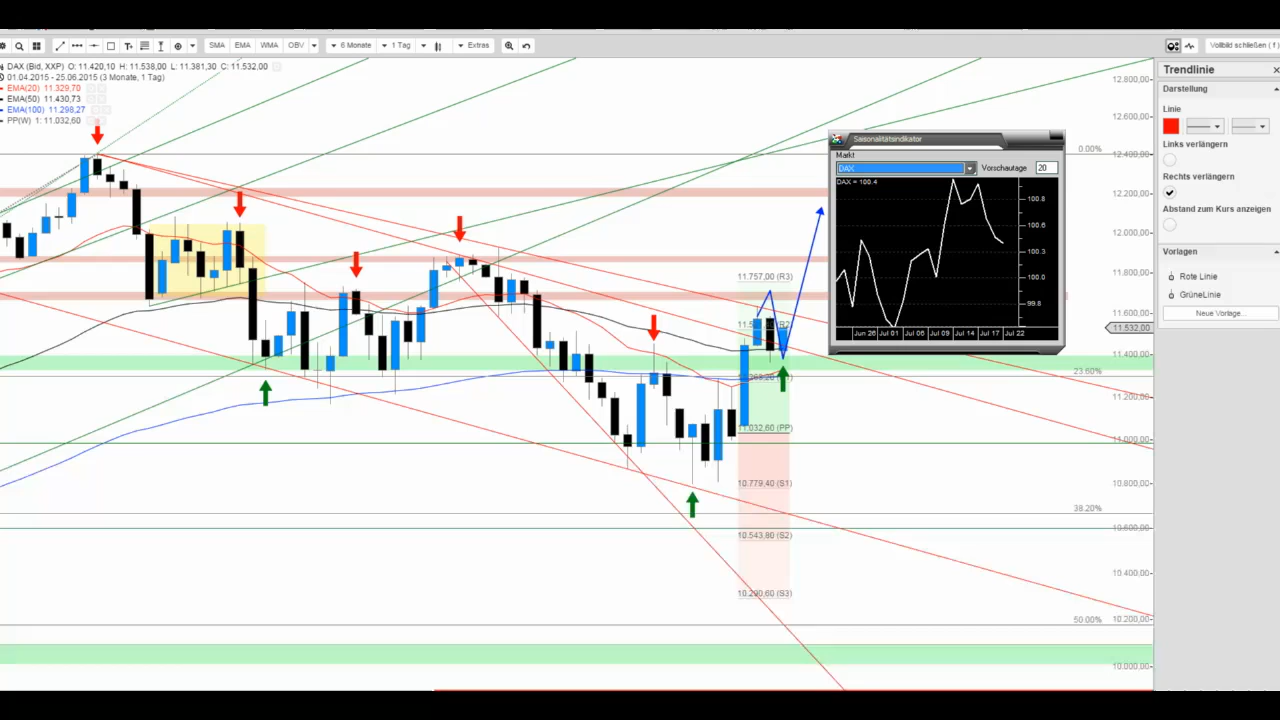 SMA EMA WMA OBV 6 Monate 1 Tag Extras Vollbild schließen ( f )
DAX (Bid, XXP) O: 11.420,10 H: 11.538,00 L: 11.381,30 C: 11.532,00
01.04.2015 - 25.06.2015 (3 Monate, 1 Tag)
EMA(20) 11.329,70
EMA(50) 11.430,73
EMA(100) 11.298,27
PP(W) 1: 11.032,60
11.757,00 (R3)
11.032,60 (PP)
10.779,40 (S1)
10.543,80 (S2)
10.290,60 (S3)
0.00%
23.60%
38.20%
50.00%
12.800,00
12.600,00
12.400,00
12.200,00
12.000,00
11.800,00
11.600,00
11.532,00
11.400,00
11.200,00
11.000,00
10.800,00
10.600,00
10.400,00
10.200,00
10.000,00
Saisonalitätsindikator
Markt
DAX
Vorschautage
20
DAX = 100.4
100.8
100.6
100.3
100.0
99.8
Jun 26 Jul 01 Jul 06 Jul 09 Jul 14 Jul 17 Jul 22
Trendlinie
Darstellung
Linie
Links verlängern
Rechts verlängern
Abstand zum Kurs anzeigen
Vorlagen
Rote Linie
GrüneLinie
Neue Vorlage...